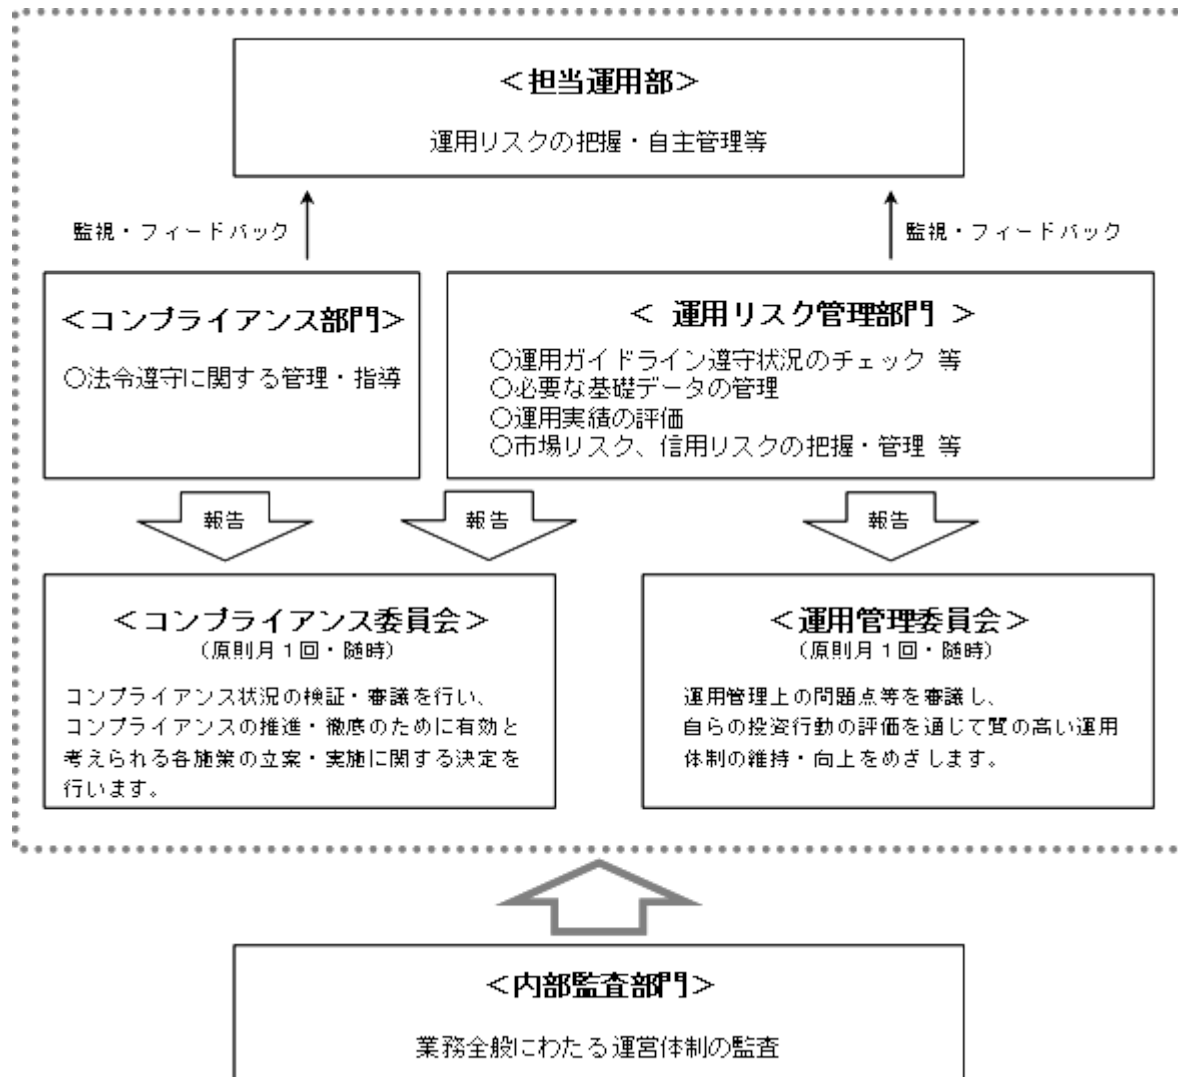 ＜担当運用部＞
運用リスクの把握・自主管理等
監視・フィードバック
監視・フィードバック
＜コンプライアンス部門＞
○法令遵守に関する管理・指導
＜ 運用リスク管理部門 ＞
○運用ガイドライン遵守状況のチェック 等
○必要な基礎データの管理
○運用実績の評価
○市場リスク、信用リスクの把握・管理 等
報告
報告
報告
＜コンプライアンス委員会＞
（原則月１回・随時）
コンプライアンス状況の検証・審議を行い、
コンプライアンスの推進・徹底のために有効と
考えられる各施策の立案・実施に関する決定を
行います。
＜運用管理委員会＞
（原則月１回・随時）
運用管理上の問題点等を審議し、
自らの投資行動の評価を通じて質の高い運用
体制の維持・向上をめざします。
＜内部監査部門＞
業務全般にわたる運営体制の監査